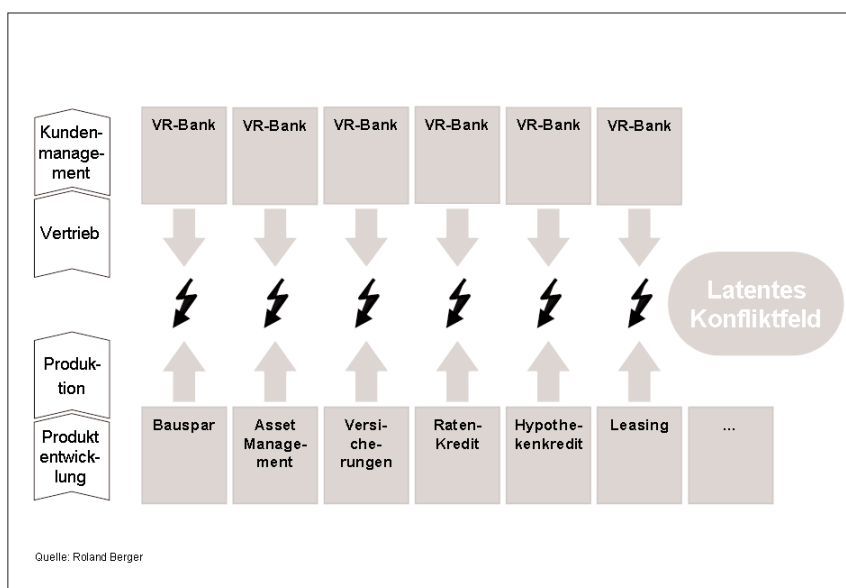 Kunden-
manage-
ment
VR-Bank
VR-Bank
VR-Bank
VR-Bank
VR-Bank
VR-Bank
Vertrieb
Latentes
Konfliktfeld
Produk-
tion
Produkt
entwick-
lung
Bauspar
Asset
Manage-
ment
Versi-
che-
rungen
Raten-
Kredit
Hypothe-
kenkredit
Leasing
...
Quelle: Roland Berger